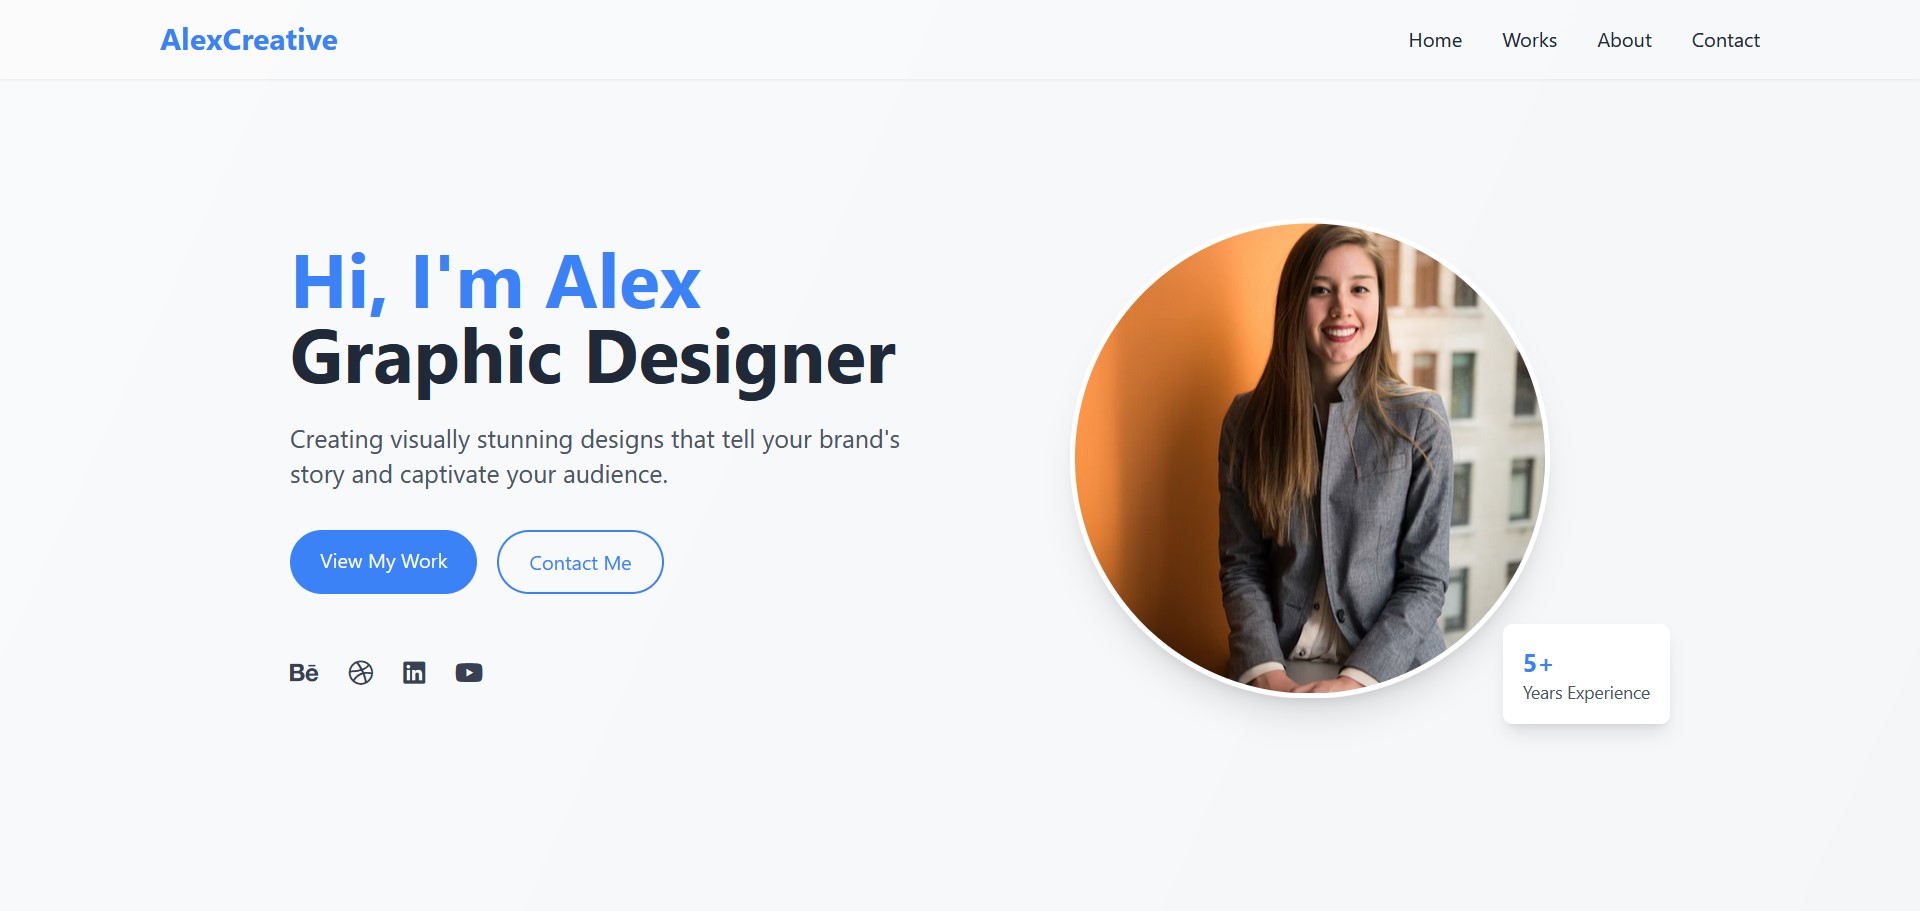 AlexCreative
Home
Works
About
Contact
Hi, I'm Alex
Graphic Designer
Creating visually stunning designs that tell your brand's
story and captivate your audience.
View My Work
Contact Me
Bē
in
5+
Years Experience